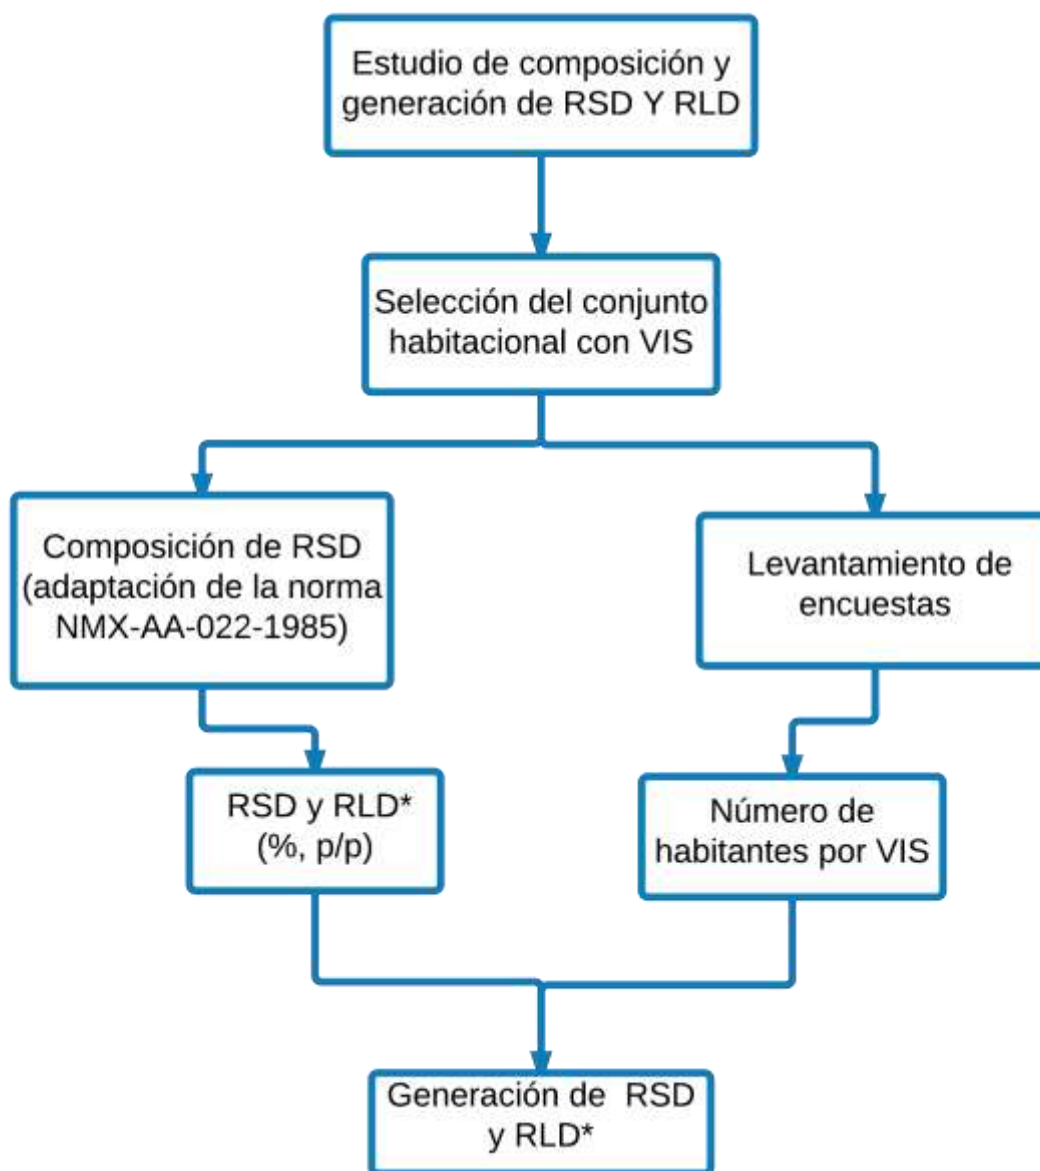 Estudio de composición y
generación de RSD Y RLD
Selección del conjunto
habitacional con VIS
Composición de RSD
(adaptación de la norma
NMX-AA-022-1985)
Levantamiento de
encuestas
RSD y RLD*
(%, p/p)
Número de
habitantes por VIS
Generación de RSD
y RLD*